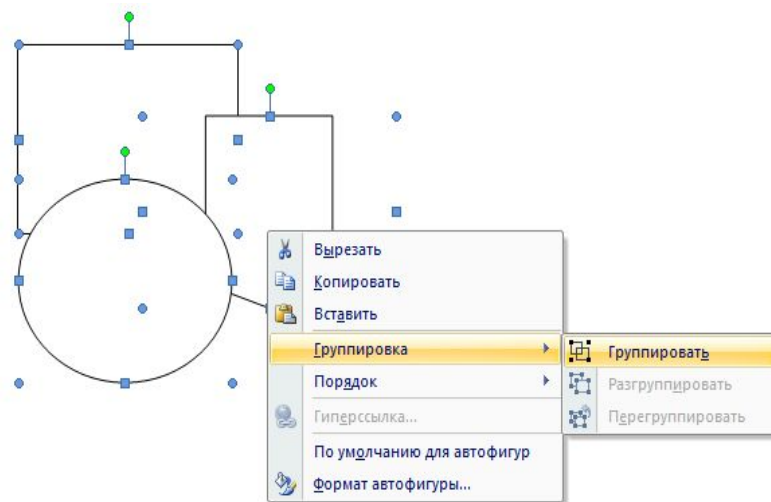 Вырезать
Копировать
Вставить
Группировка
Порядок
Гиперссылка...
По умолчанию для автофигур
Формат автофигуры...
Группировать
Разгруппировать
Перегруппировать